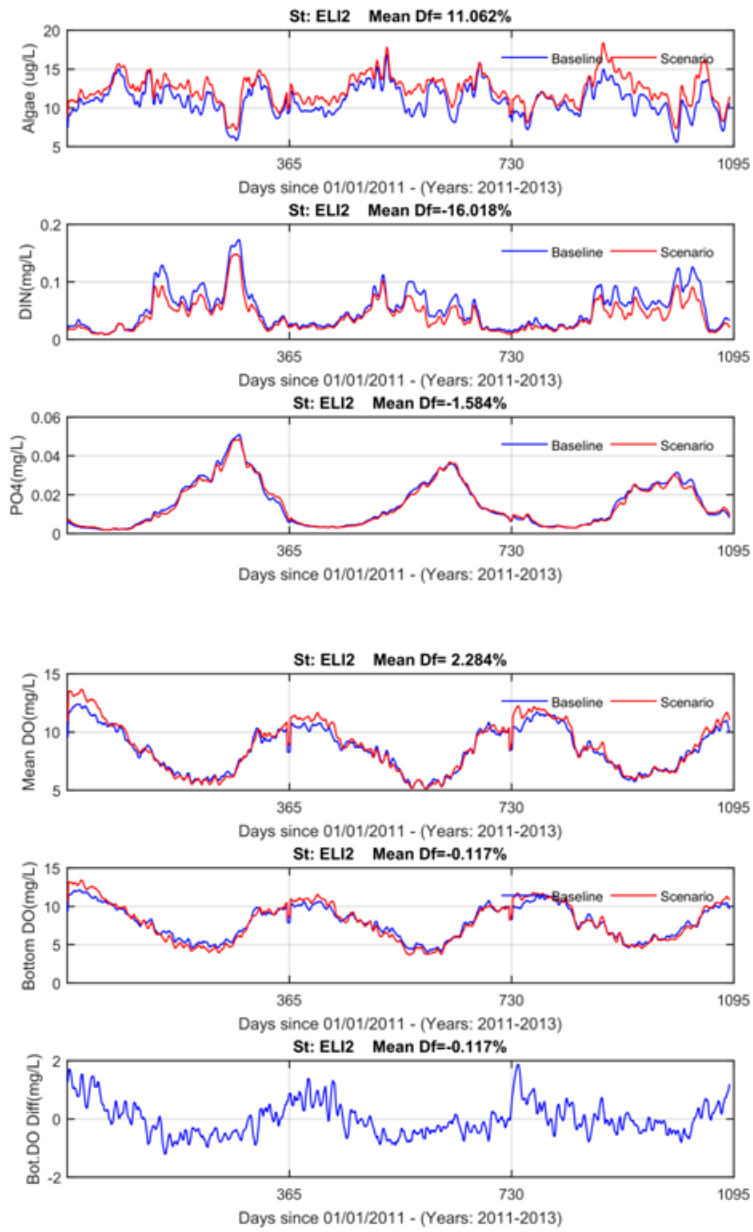 St: ELI2 Mean Df= 11.062%
20
15
10
5
Algae (ug/L)
Baseline Scenario
365 730 1095
Days since 01/01/2011 - (Years: 2011-2013)
St: ELI2 Mean Df=-16.018%
0.2
0.1
0
DIN(mg/L)
Baseline Scenario
365 730 1095
Days since 01/01/2011 - (Years: 2011-2013)
St: ELI2 Mean Df=-1.584%
0.06
0.04
0.02
0
PO4(mg/L)
Baseline Scenario
365 730 1095
Days since 01/01/2011 - (Years: 2011-2013)
St: ELI2 Mean Df= 2.284%
15
10
5
Mean DO(mg/L)
Baseline Scenario
365 730 1095
Days since 01/01/2011 - (Years: 2011-2013)
St: ELI2 Mean Df=-0.117%
15
10
5
0
Bottom DO(mg/L)
Baseline Scenario
365 730 1095
Days since 01/01/2011 - (Years: 2011-2013)
St: ELI2 Mean Df=-0.117%
2
0
-2
Bot.DO Diff(mg/L)
365 730 1095
Days since 01/01/2011 - (Years: 2011-2013)